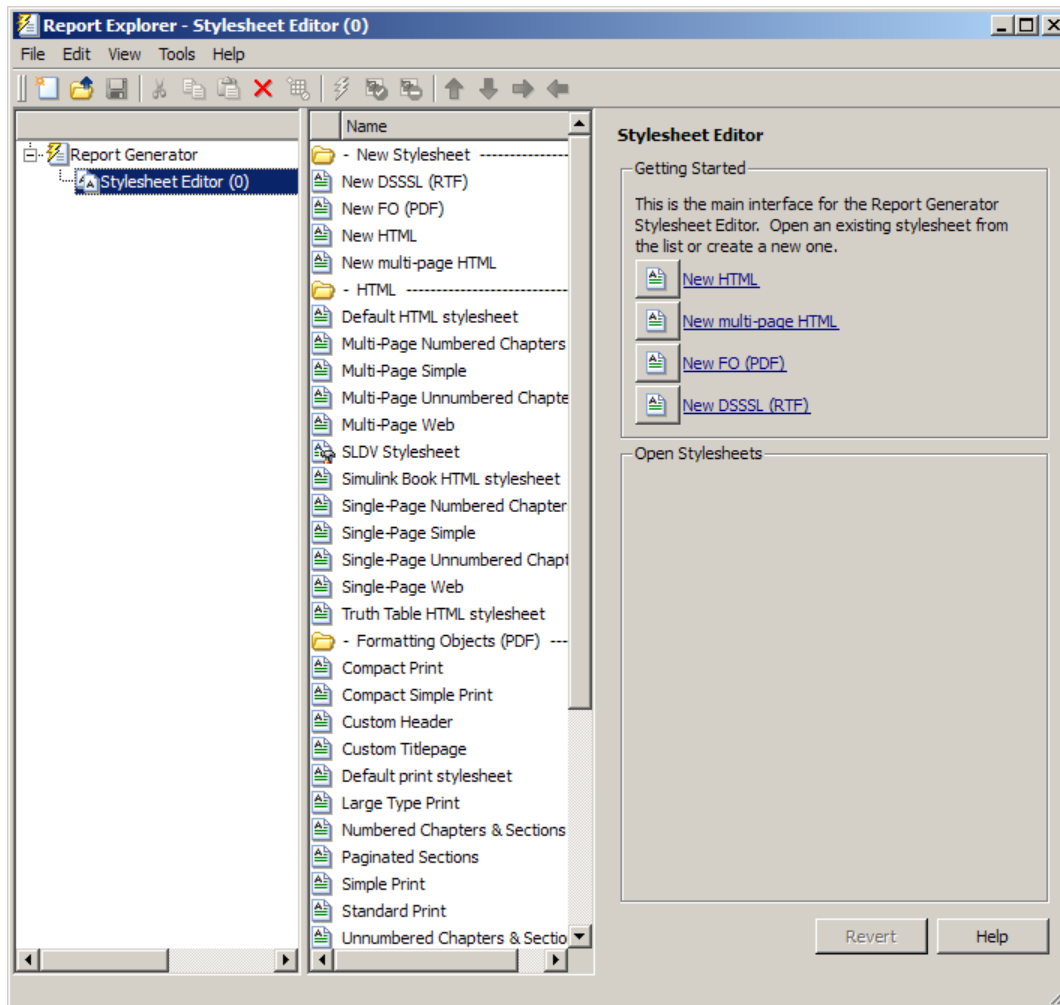 Report Explorer - Stylesheet Editor (0)
File Edit View Tools Help
Report Generator
Stylesheet Editor (0)
Name
- New Stylesheet ----------------
New DSSSL (RTF)
New FO (PDF)
New HTML
New multi-page HTML
- HTML -----------------------------
Default HTML stylesheet
Multi-Page Numbered Chapters
Multi-Page Simple
Multi-Page Unnumbered Chapte
Multi-Page Web
SLDV Stylesheet
Simulink Book HTML stylesheet
Single-Page Numbered Chapter
Single-Page Simple
Single-Page Unnumbered Chapt
Single-Page Web
Truth Table HTML stylesheet
- Formatting Objects (PDF) ---
Compact Print
Compact Simple Print
Custom Header
Custom Titlepage
Default print stylesheet
Large Type Print
Numbered Chapters & Sections
Paginated Sections
Simple Print
Standard Print
Unnumbered Chapters & Sectio
Stylesheet Editor
Getting Started
This is the main interface for the Report Generator
Stylesheet Editor. Open an existing stylesheet from
the list or create a new one.
New HTML
New multi-page HTML
New FO (PDF)
New DSSSL (RTF)
Open Stylesheets
Revert
Help